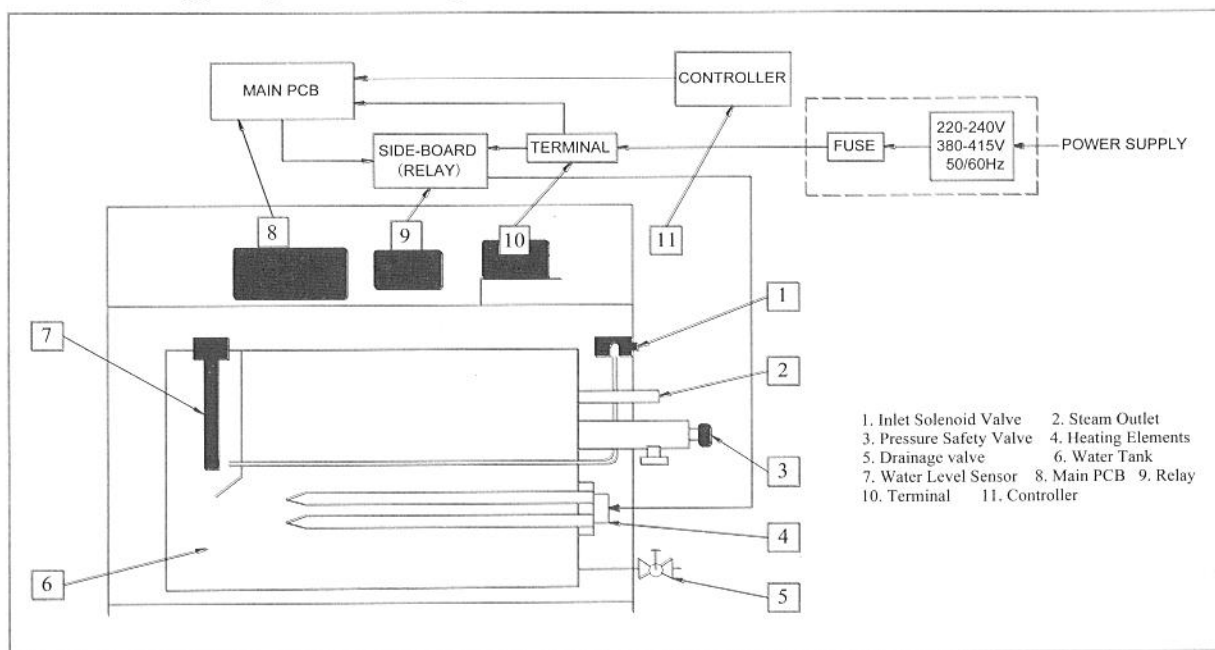 MAIN PCB
CONTROLLER
SIDE-BOARD
(RELAY)
TERMINAL
FUSE
220-240V
380-415V
50/60Hz
POWER SUPPLY
8
9
10
11
1
7
2
3
4
6
5
1. Inlet Solenoid Valve 2. Steam Outlet
3. Pressure Safety Valve 4. Heating Elements
5. Drainage valve 6. Water Tank
7. Water Level Sensor 8. Main PCB 9. Relay
10. Terminal 11. Controller